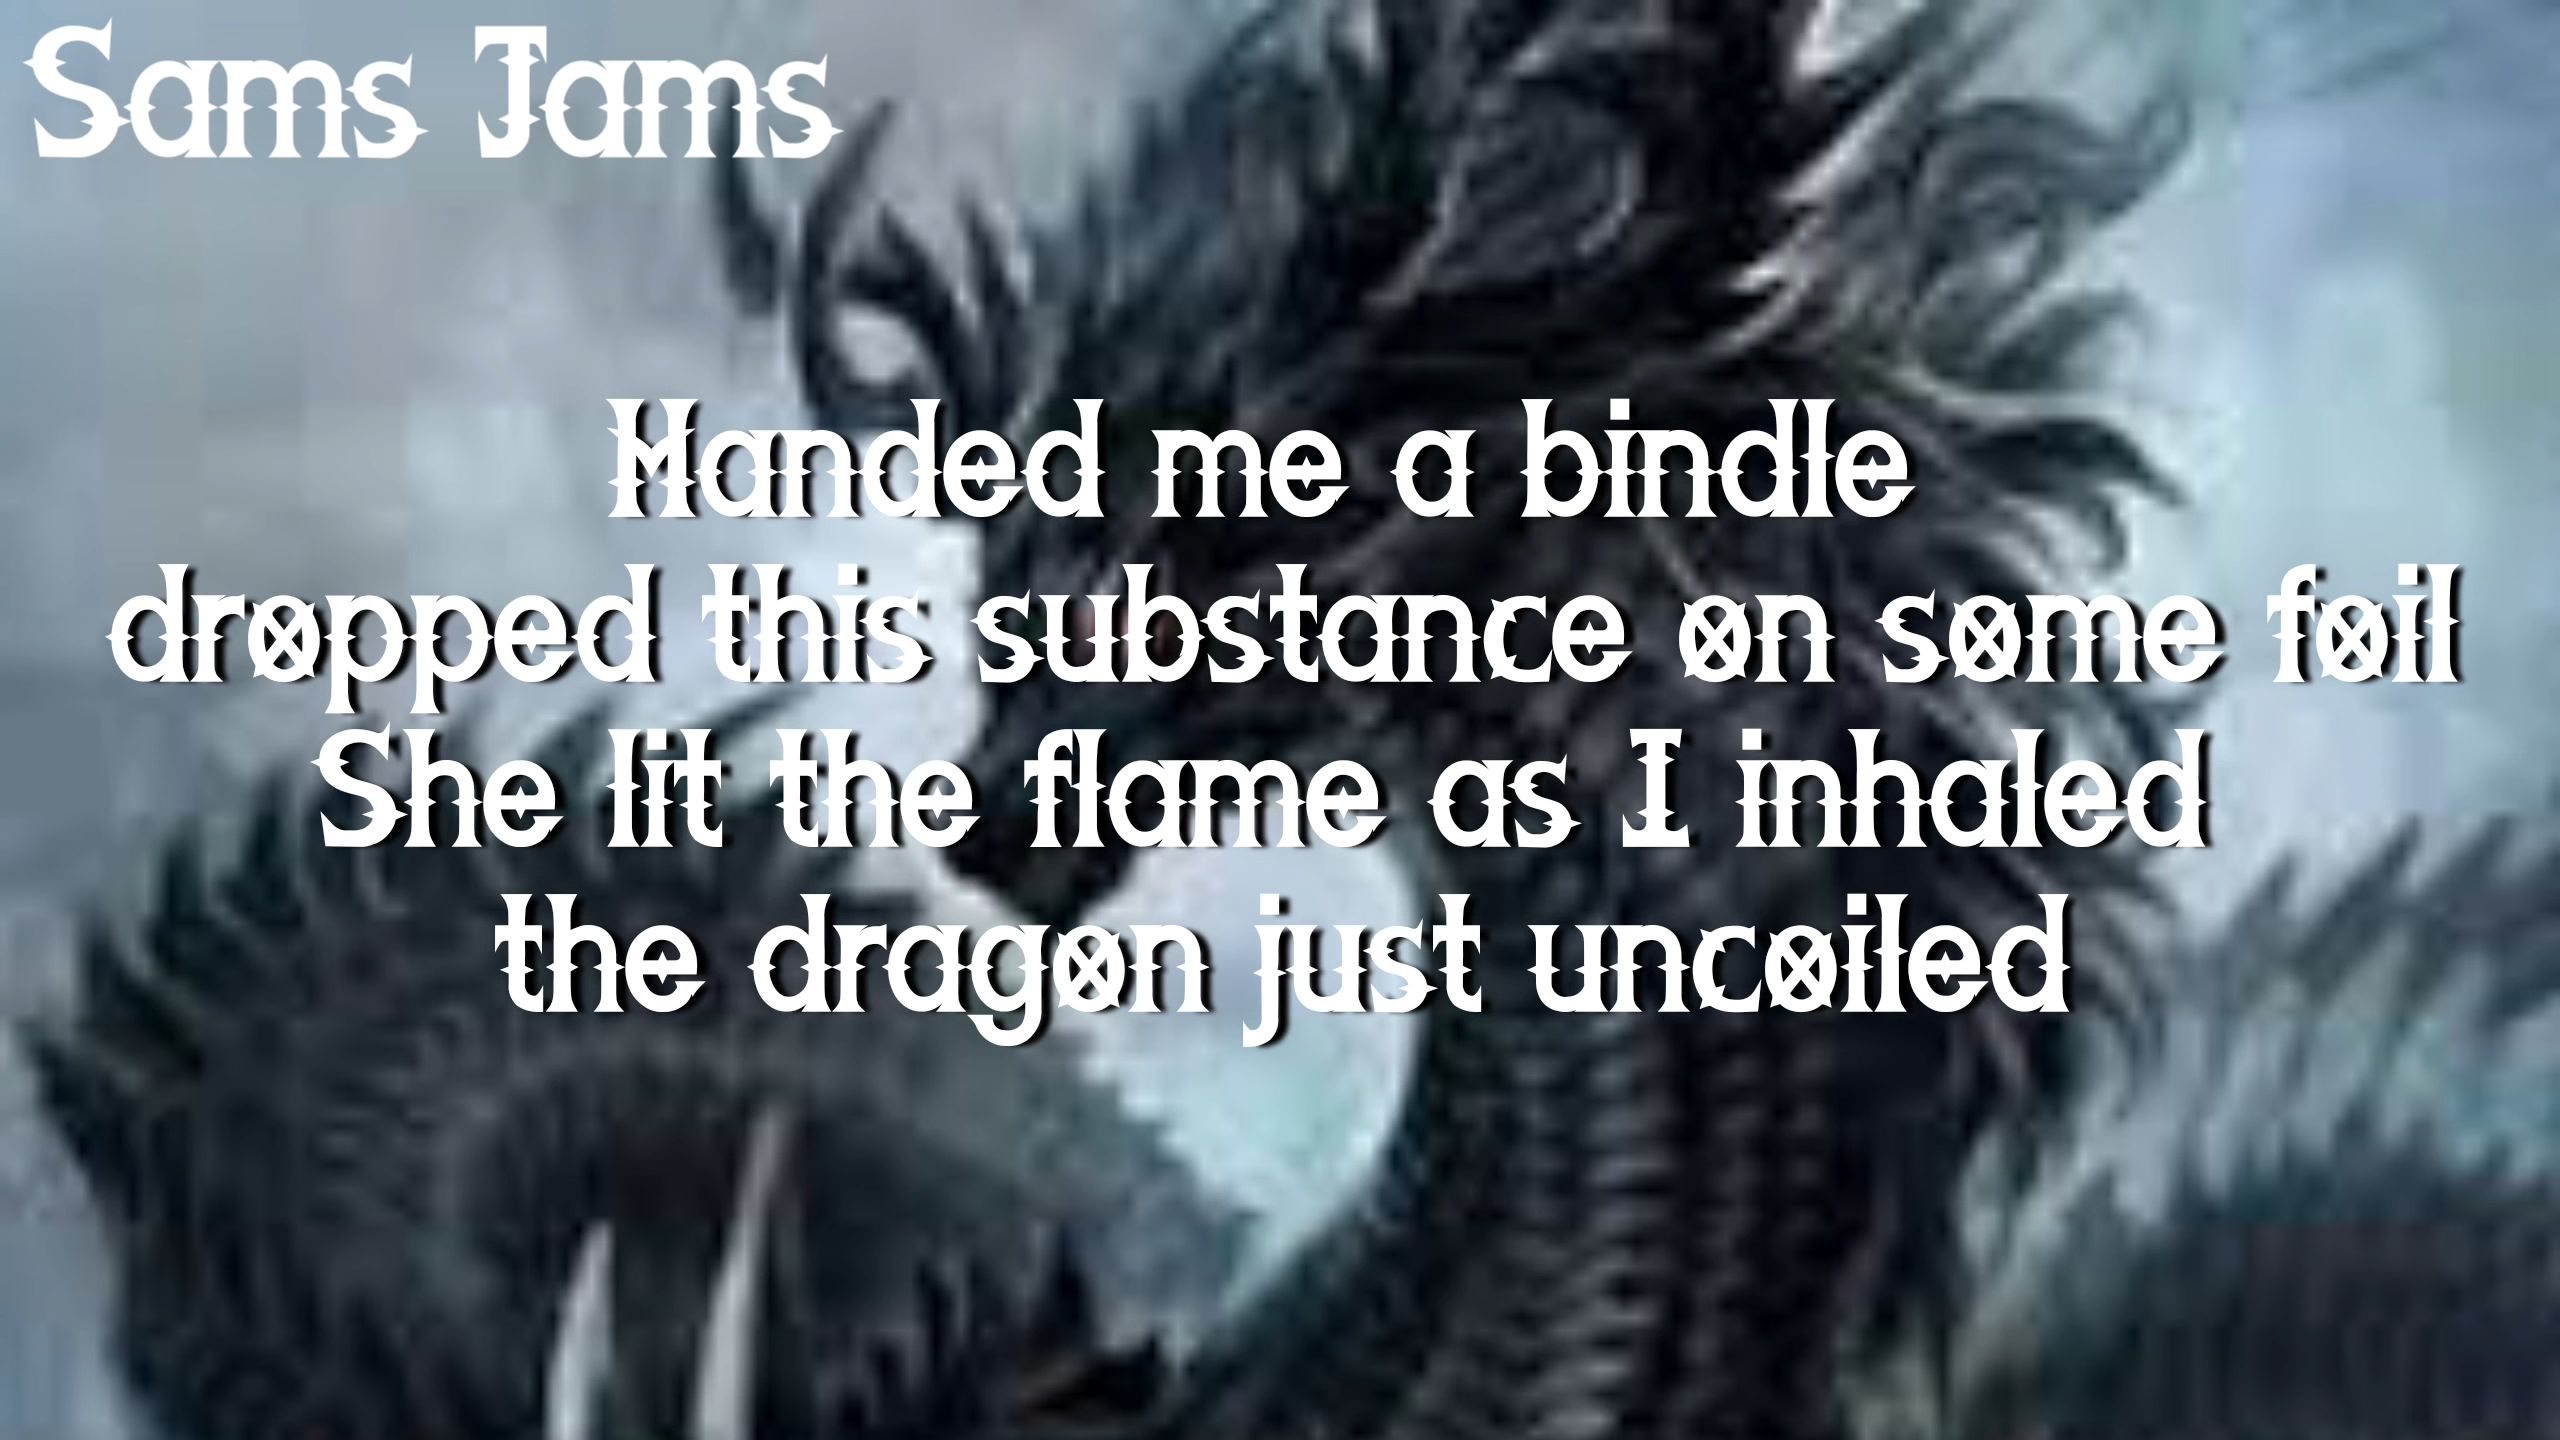 Sams Jams
Handed me a bindle
dropped this substance on some foil
She lit the flame as I inhaled
the dragon just uncoiled